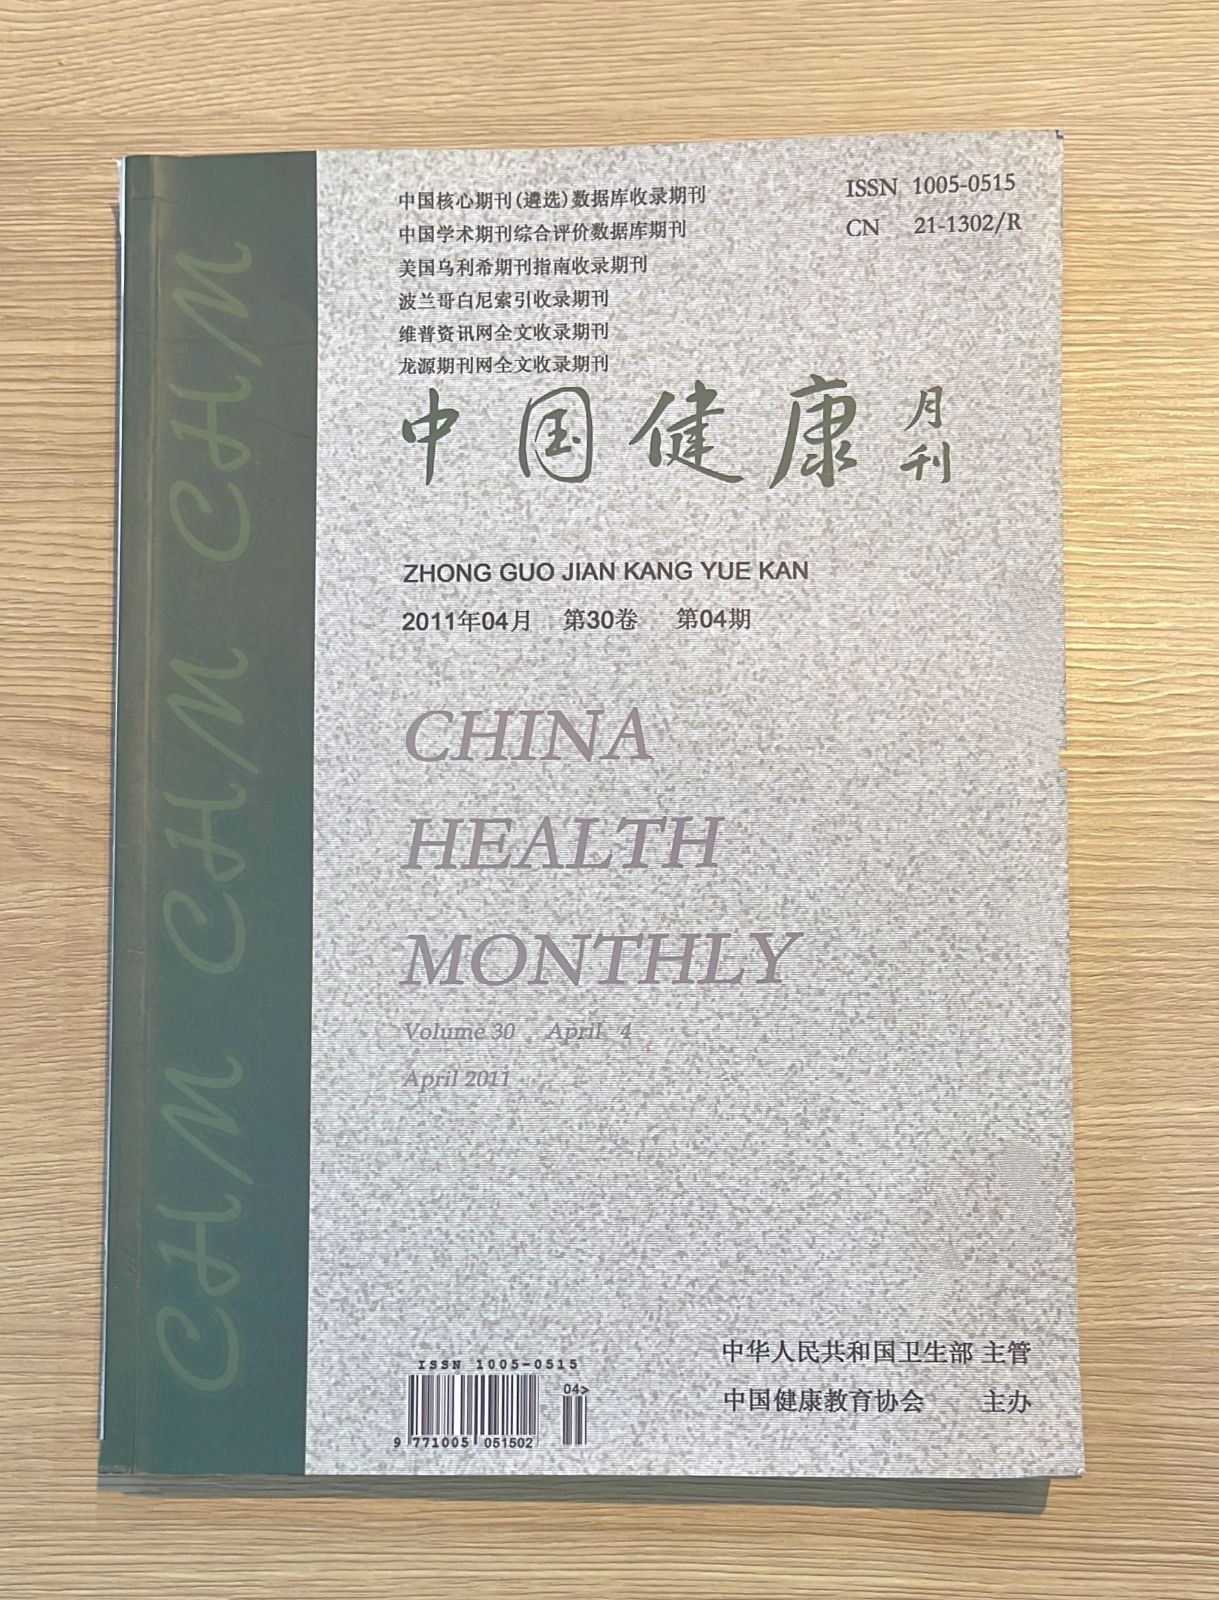 中国核心期刊(遴选)数据库收录期刊
中国学术期刊综合评价数据库期刊
美国乌利希期刊指南收录期刊
波兰哥白尼索引收录期刊
维普资讯网全文收录期刊
龙源期刊网全文收录期刊
ISSN 1005-0515
CN 21-1302/R
中国健康月刊
ZHONG GUO JIAN KANG YUE KAN
2011年04月 第30卷 第04期
CHINA
HEALTH
MONTHLY
Volume 30 April 4
April 2011
CHM CHM CHM
中华人民共和国卫生部 主管
中国健康教育协会 主办
ISSN 1005-0515
04>
9 771005 051502